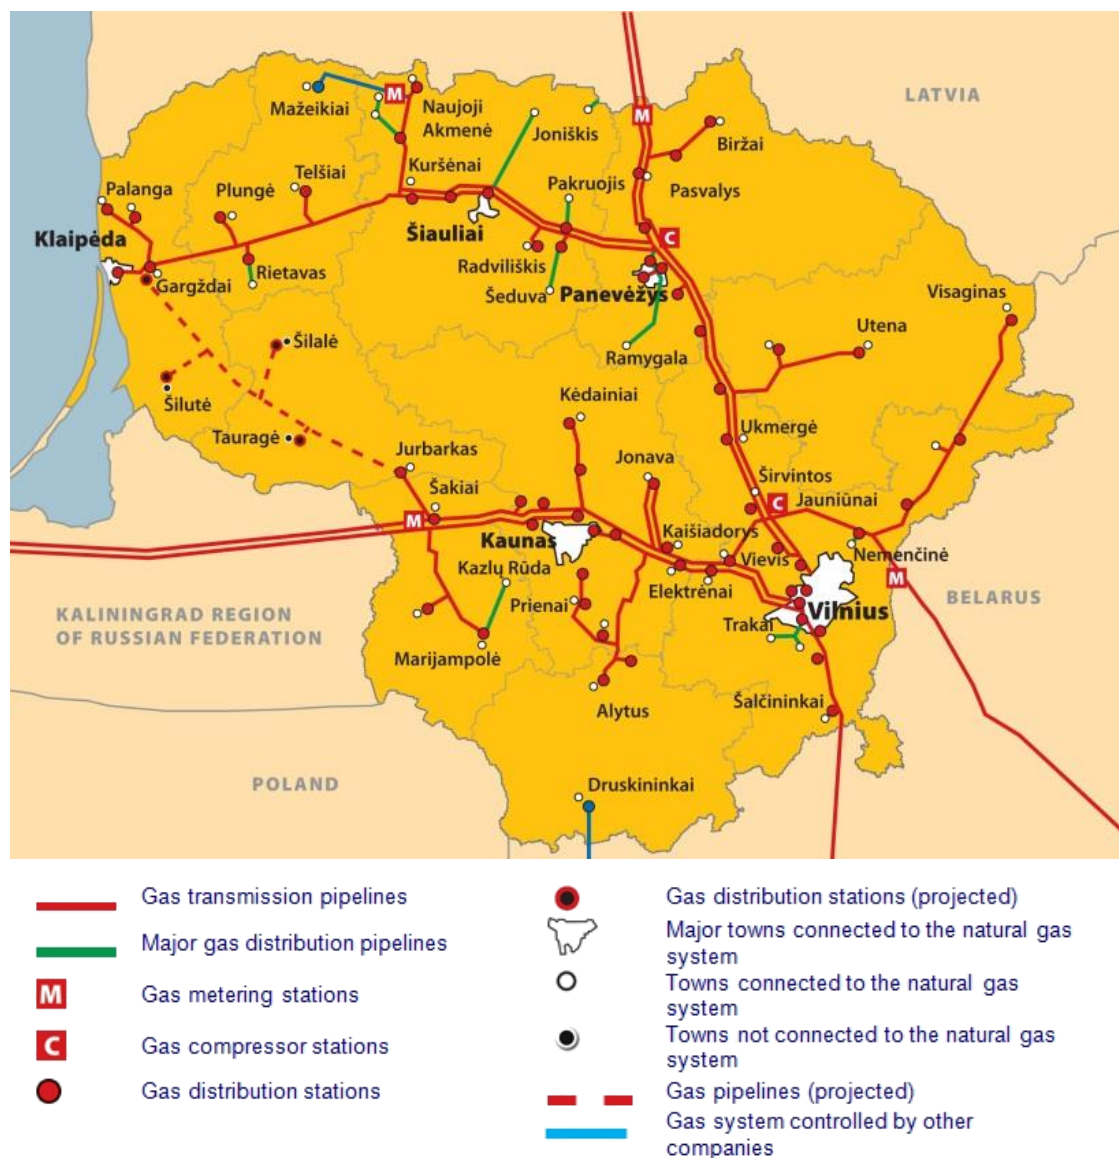 LATVIA
M
Mažeikiai
Naujoji
Akmenė
Joniškis
M
Biržai
Telšiai
Kuršėnai
Palanga
Plungė
Pakruojis
Pasvalys
Klaipėda
Šiauliai
C
Gargždai
Rietavas
Radviliškis
Šeduva
Panevėžys
Visaginas
Utena
Šilalė
Ramygala
Šilutė
Kėdainiai
Tauragė
Ukmergė
Jurbarkas
Jonava
Širvintos
Šakiai
C
Jauniūnai
M
Kaunas
Kaišiadorys
Vievis
Nemenčinė
Kazlų Rūda
M
Elektrėnai
BELARUS
KALININGRAD REGION
OF RUSSIAN FEDERATION
Prienai
Vilnius
Trakai
Marijampolė
Alytus
Šalčininkai
POLAND
Druskininkai
Gas transmission pipelines
Major gas distribution pipelines
M
Gas metering stations
C
Gas compressor stations
Gas distribution stations
Gas distribution stations (projected)
Major towns connected to the natural gas
system
Towns connected to the natural gas
system
Towns not connected to the natural gas
system
Gas pipelines (projected)
Gas system controlled by other
companies